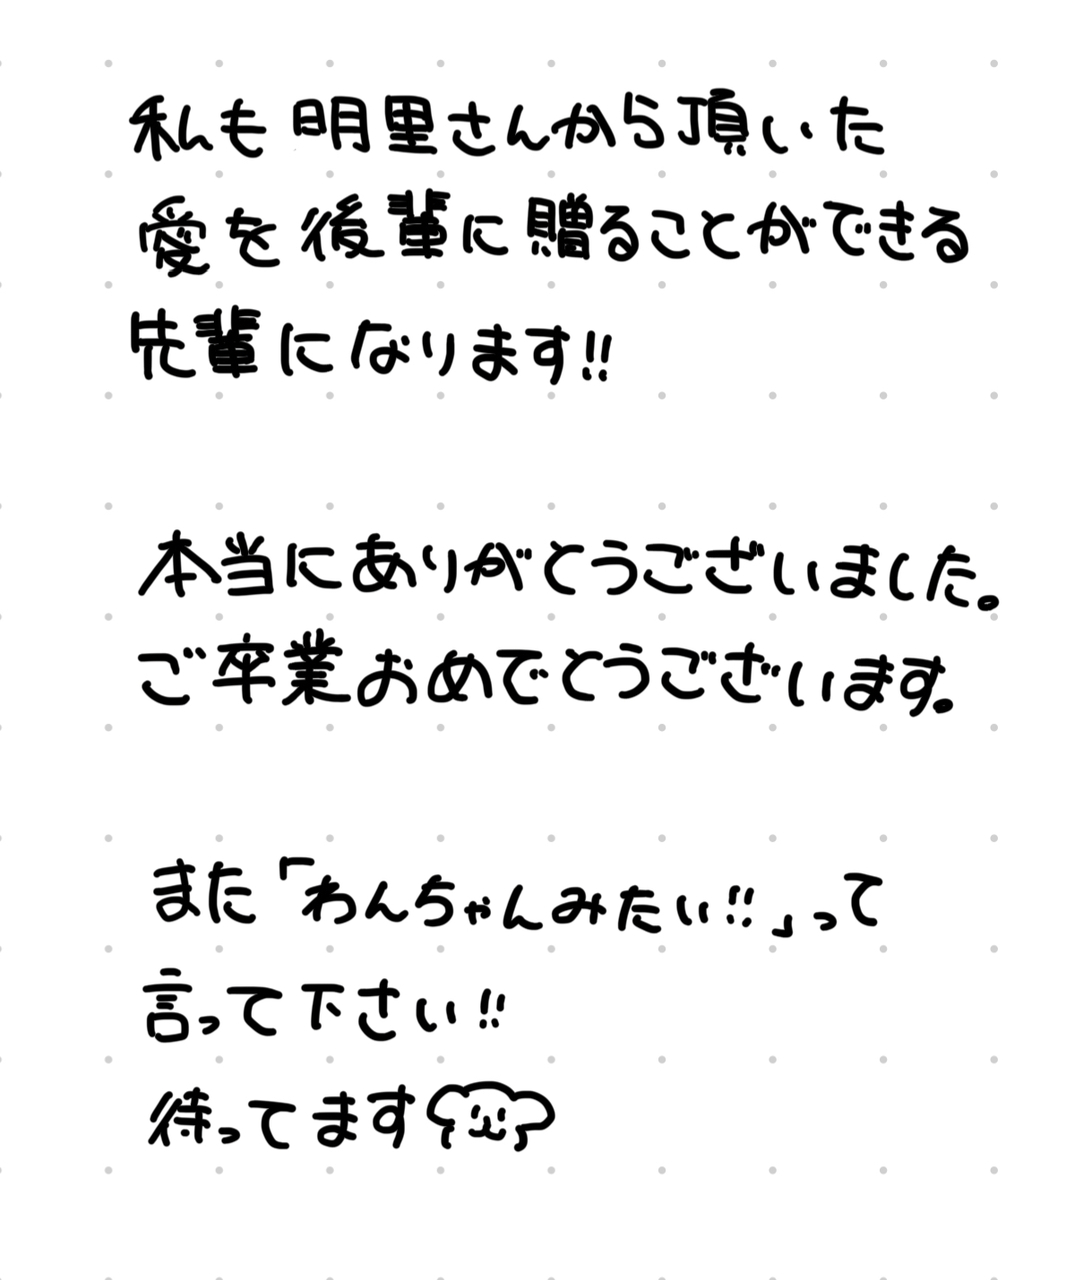 私も明里さんから頂いた
愛を後輩に贈ることができる
先輩になります!!
本当にありがとうございました。
ご卒業おめでとうございます。
また「わんちゃんみたい!!」って
言って下さい!!
待ってます